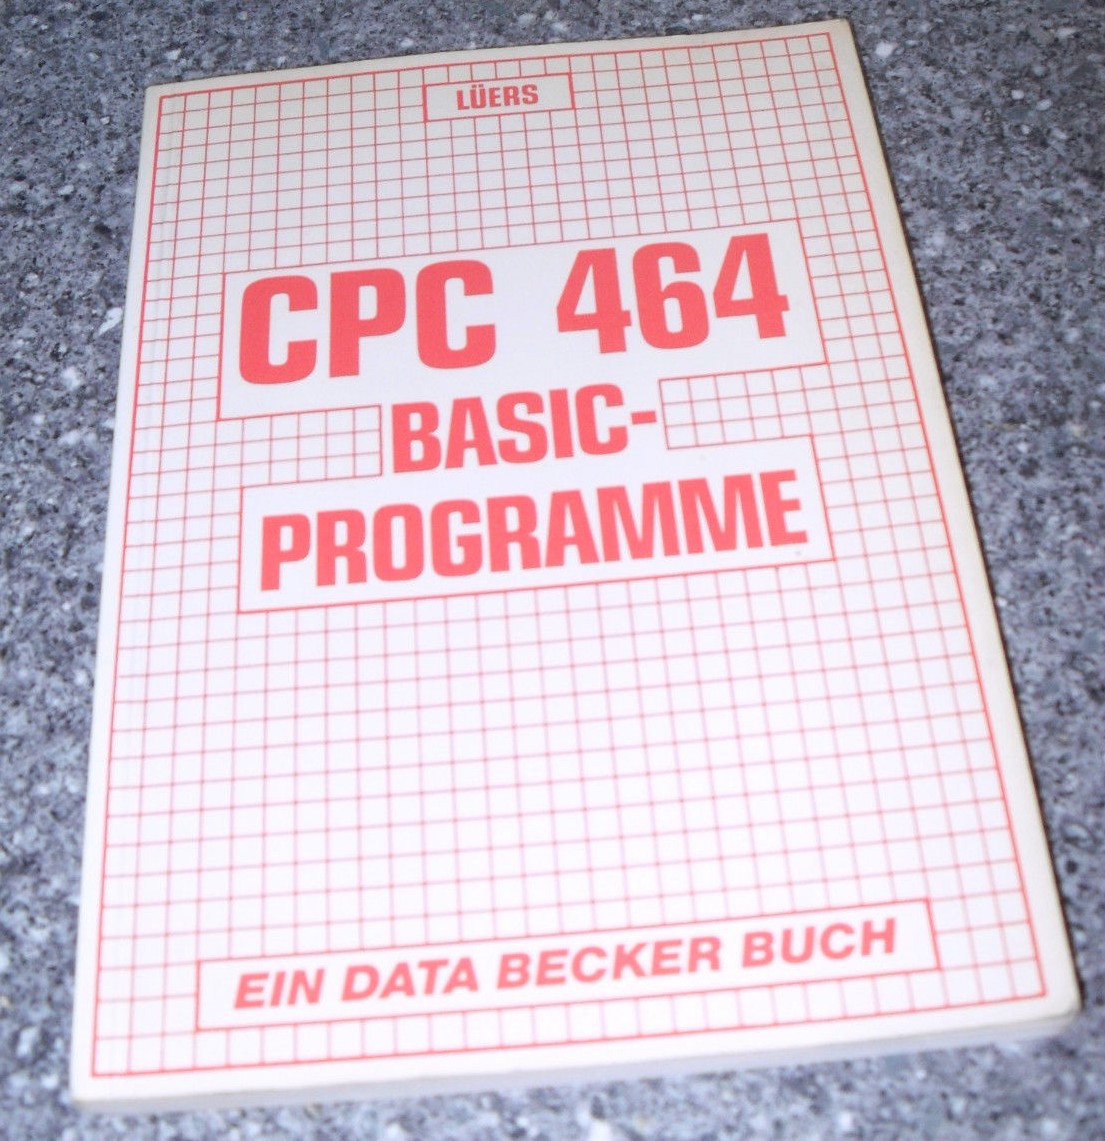 LÜERS
CPC 464
BASIC-
PROGRAMME
EIN DATA BECKER BUCH